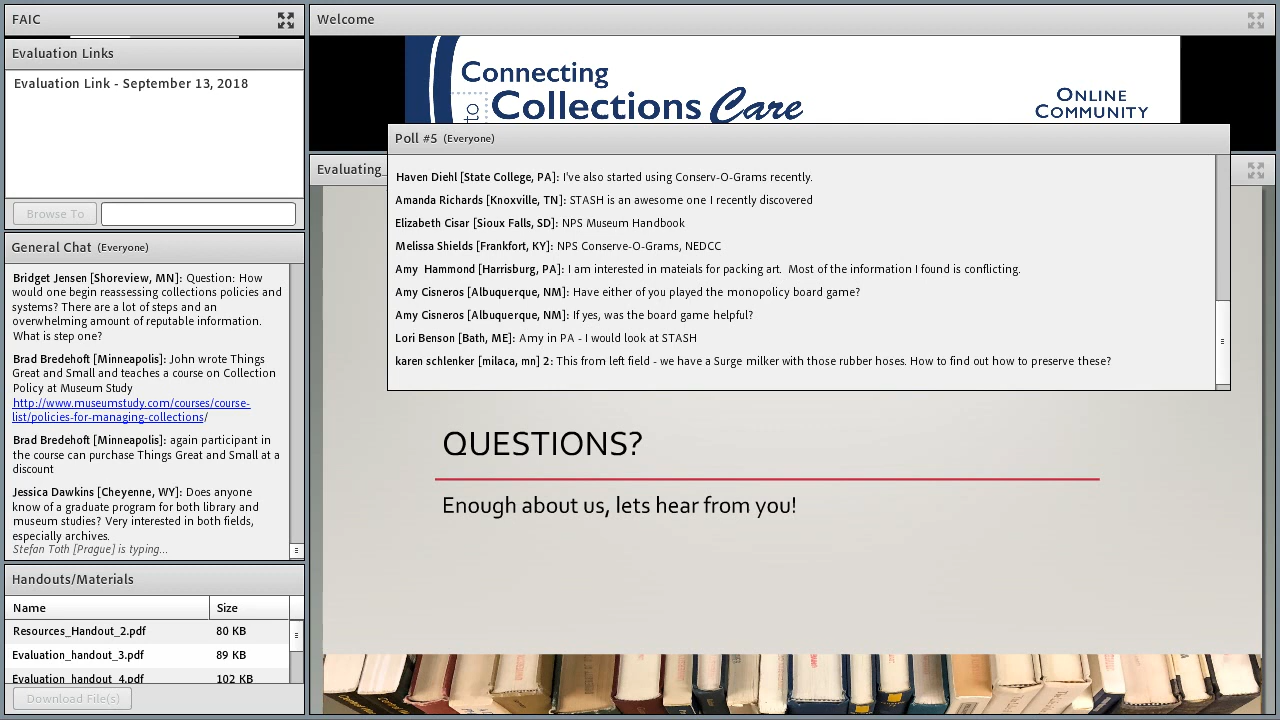 FAIC
Evaluation Links
Evaluation Link - September 13, 2018
Browse To
General Chat (Everyone)
Bridget Jensen [Shoreview, MN]: Question: How
would one begin reassessing collections policies and
systems? There are a lot of steps and an
overwhelming amount of reputable information.
What is step one?
Brad Bredehoft [Minneapolis]: John wrote Things
Great and Small and teaches a course on Collection
Policy at Museum Study
http://www.museumstudy.com/courses/course-
list/policies-for-managing-collections/
Brad Bredehoft [Minneapolis]: again participant in
the course can purchase Things Great and Small at a
discount
Jessica Dawkins [Cheyenne, WY]: Does anyone
know of a graduate program for both library and
museum studies? Very interested in both fields,
especially archives.
Stefan Toth [Prague] is typing...
Handouts/Materials
Name Size
Resources_Handout_2.pdf 80 KB
Evaluation_handout_3.pdf 89 KB
Evaluation_handout_4.pdf 102 KB
Download File(s)
Welcome
Connecting
to Collections Care
ONLINE
COMMUNITY
Evaluating_
Poll #5 (Everyone)
Haven Diehl [State College, PA]: I've also started using Conserv-O-Grams recently.
Amanda Richards [Knoxville, TN]: STASH is an awesome one I recently discovered
Elizabeth Cisar [Sioux Falls, SD]: NPS Museum Handbook
Melissa Shields [Frankfort, KY]: NPS Conserve-O-Grams, NEDCC
Amy  Hammond [Harrisburg, PA]: I am interested in mateials for packing art.  Most of the information I found is conflicting.
Amy Cisneros [Albuquerque, NM]: Have either of you played the monopoly board game?
Amy Cisneros [Albuquerque, NM]: If yes, was the board game helpful?
Lori Benson [Bath, ME]: Amy in PA - I would look at STASH
karen schlenker [milaca, mn] 2: This from left field - we have a Surge milker with those rubber hoses. How to find out how to preserve these?
QUESTIONS?
Enough about us, lets hear from you!